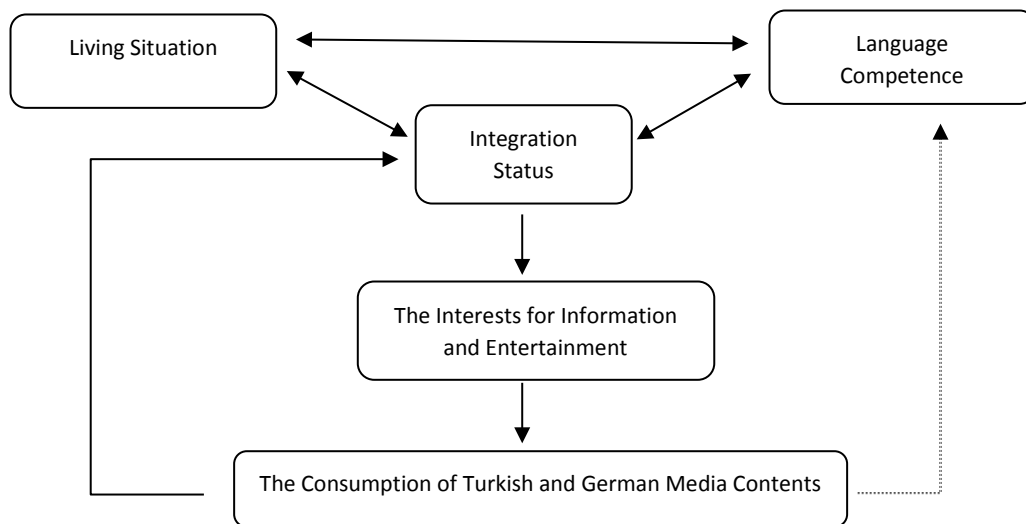 Living Situation
Language
Competence
Integration
Status
The Interests for Information
and Entertainment
The Consumption of Turkish and German Media Contents